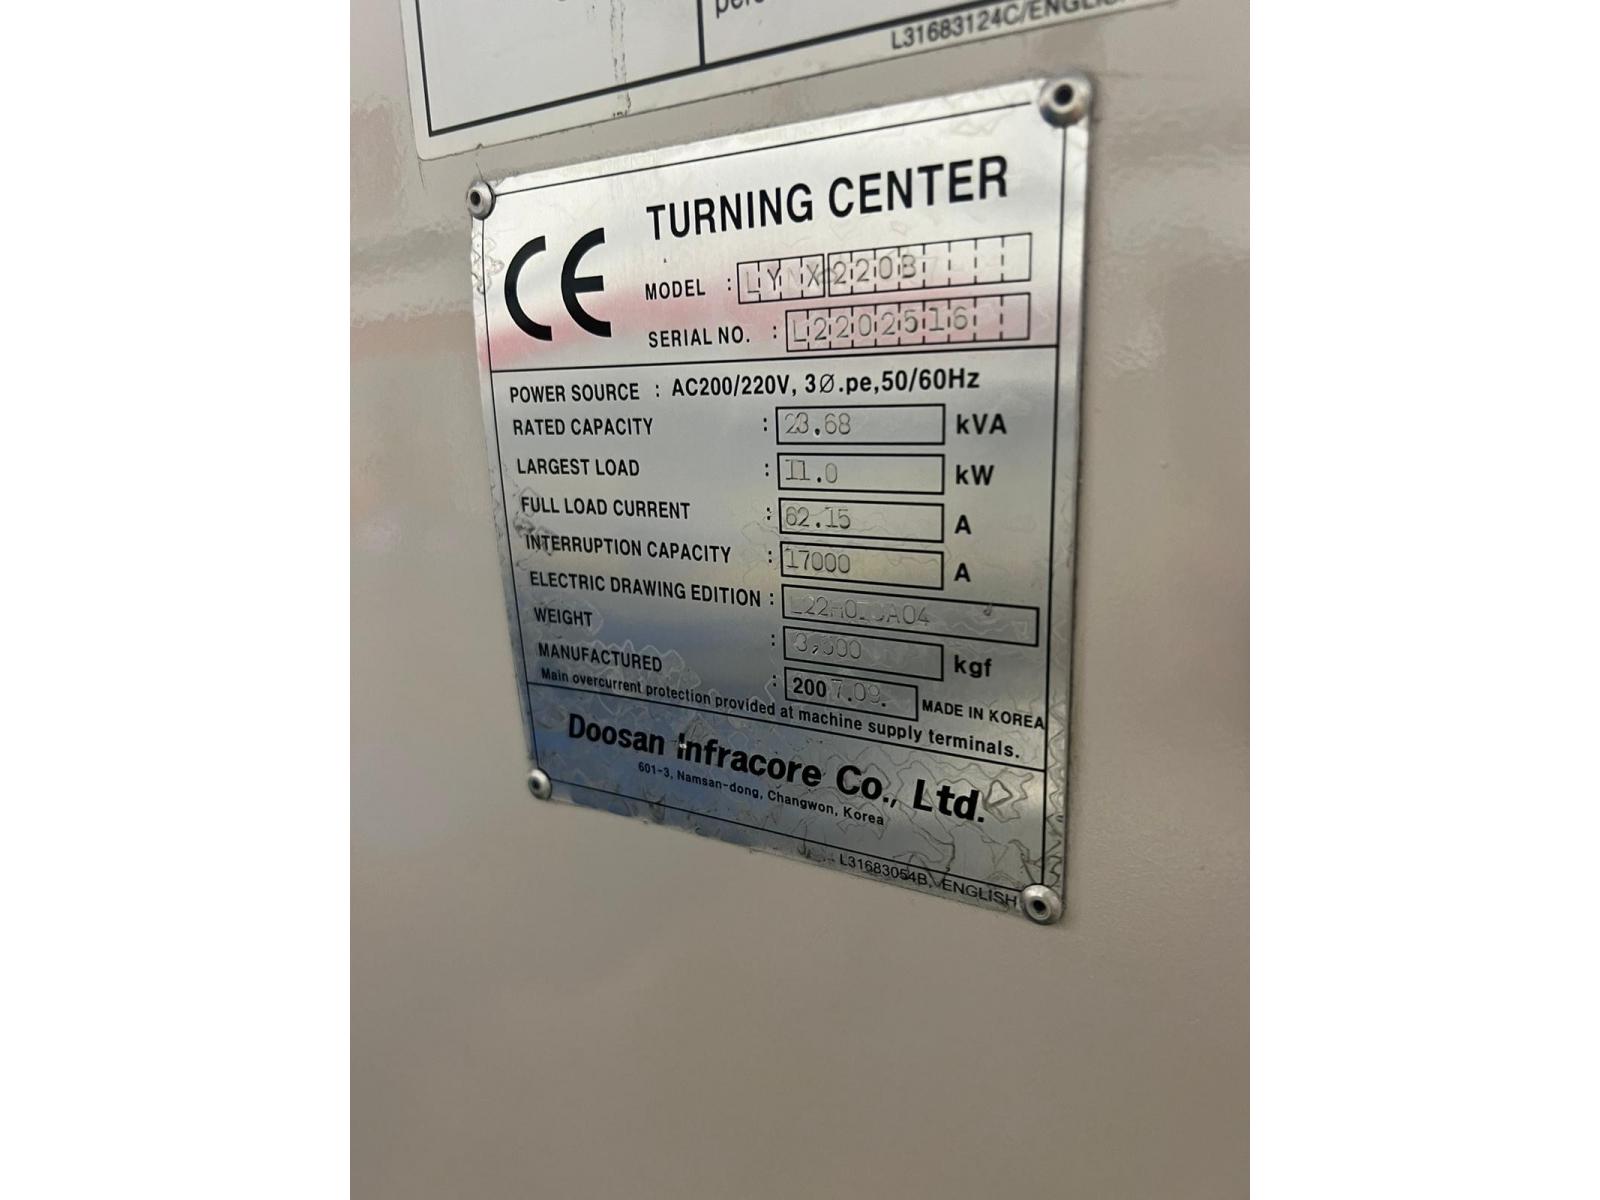 L31683124C/ENGLISH
CE TURNING CENTER
MODEL : LYNX220B
SERIAL NO. : L2202516
POWER SOURCE : AC200/220V, 3Ø.pe,50/60Hz
RATED CAPACITY : 23.68 kVA
LARGEST LOAD : 11.0 kW
FULL LOAD CURRENT : 62.15 A
INTERRUPTION CAPACITY : 17000 A
ELECTRIC DRAWING EDITION :
WEIGHT : kgf
MANUFACTURED : 2007.09. MADE IN KOREA
Main overcurrent protection provided at machine supply terminals.
Doosan Infracore Co., Ltd.
601-3, Namsan-dong, Changwon, Korea
L31683054B, ENGLISH